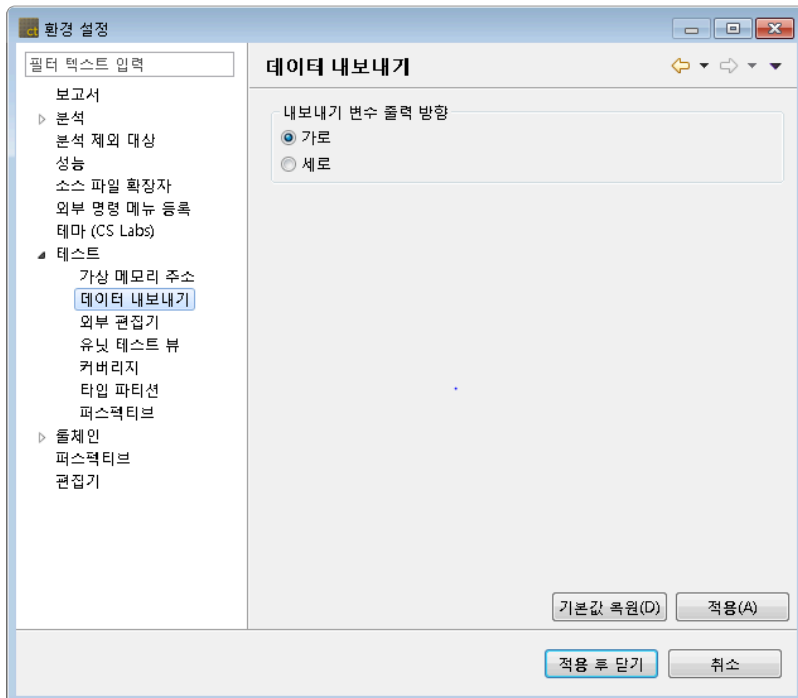 ct 환경 설정
필터 텍스트 입력
보고서
분석
분석 제외 대상
성능
소스 파일 확장자
외부 명령 메뉴 등록
테마 (CS Labs)
테스트
가상 메모리 주소
데이터 내보내기
외부 편집기
유닛 테스트 뷰
커버리지
타입 파티션
퍼스펙티브
툴체인
퍼스펙티브
편집기
데이터 내보내기
내보내기 변수 출력 방향
가로
세로
기본값 복원(D)
적용(A)
적용 후 닫기
취소